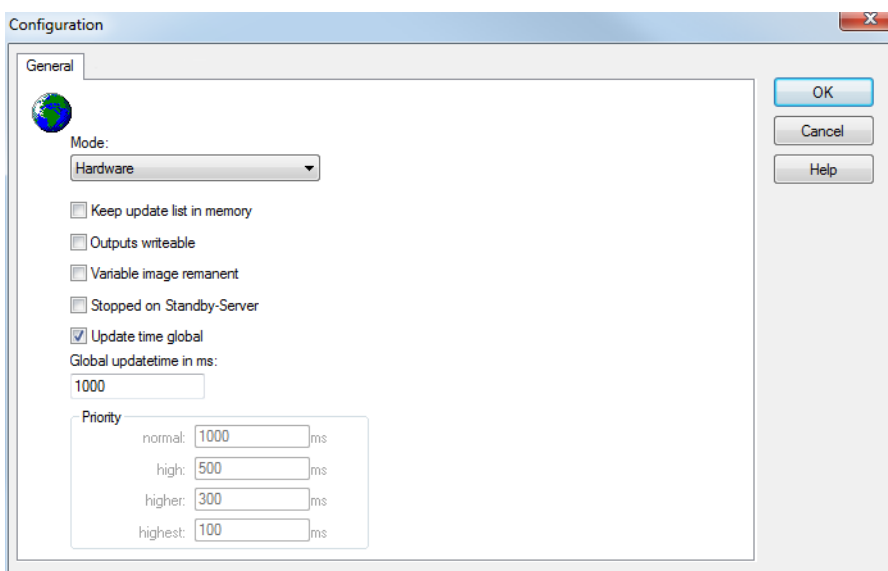 Configuration
General
OK
Cancel
Help
Mode:
Hardware
Keep update list in memory
Outputs writeable
Variable image remanent
Stopped on Standby-Server
Update time global
Global updatetime in ms:
1000
Priority
normal: 1000 ms
high: 500 ms
higher: 300 ms
highest: 100 ms